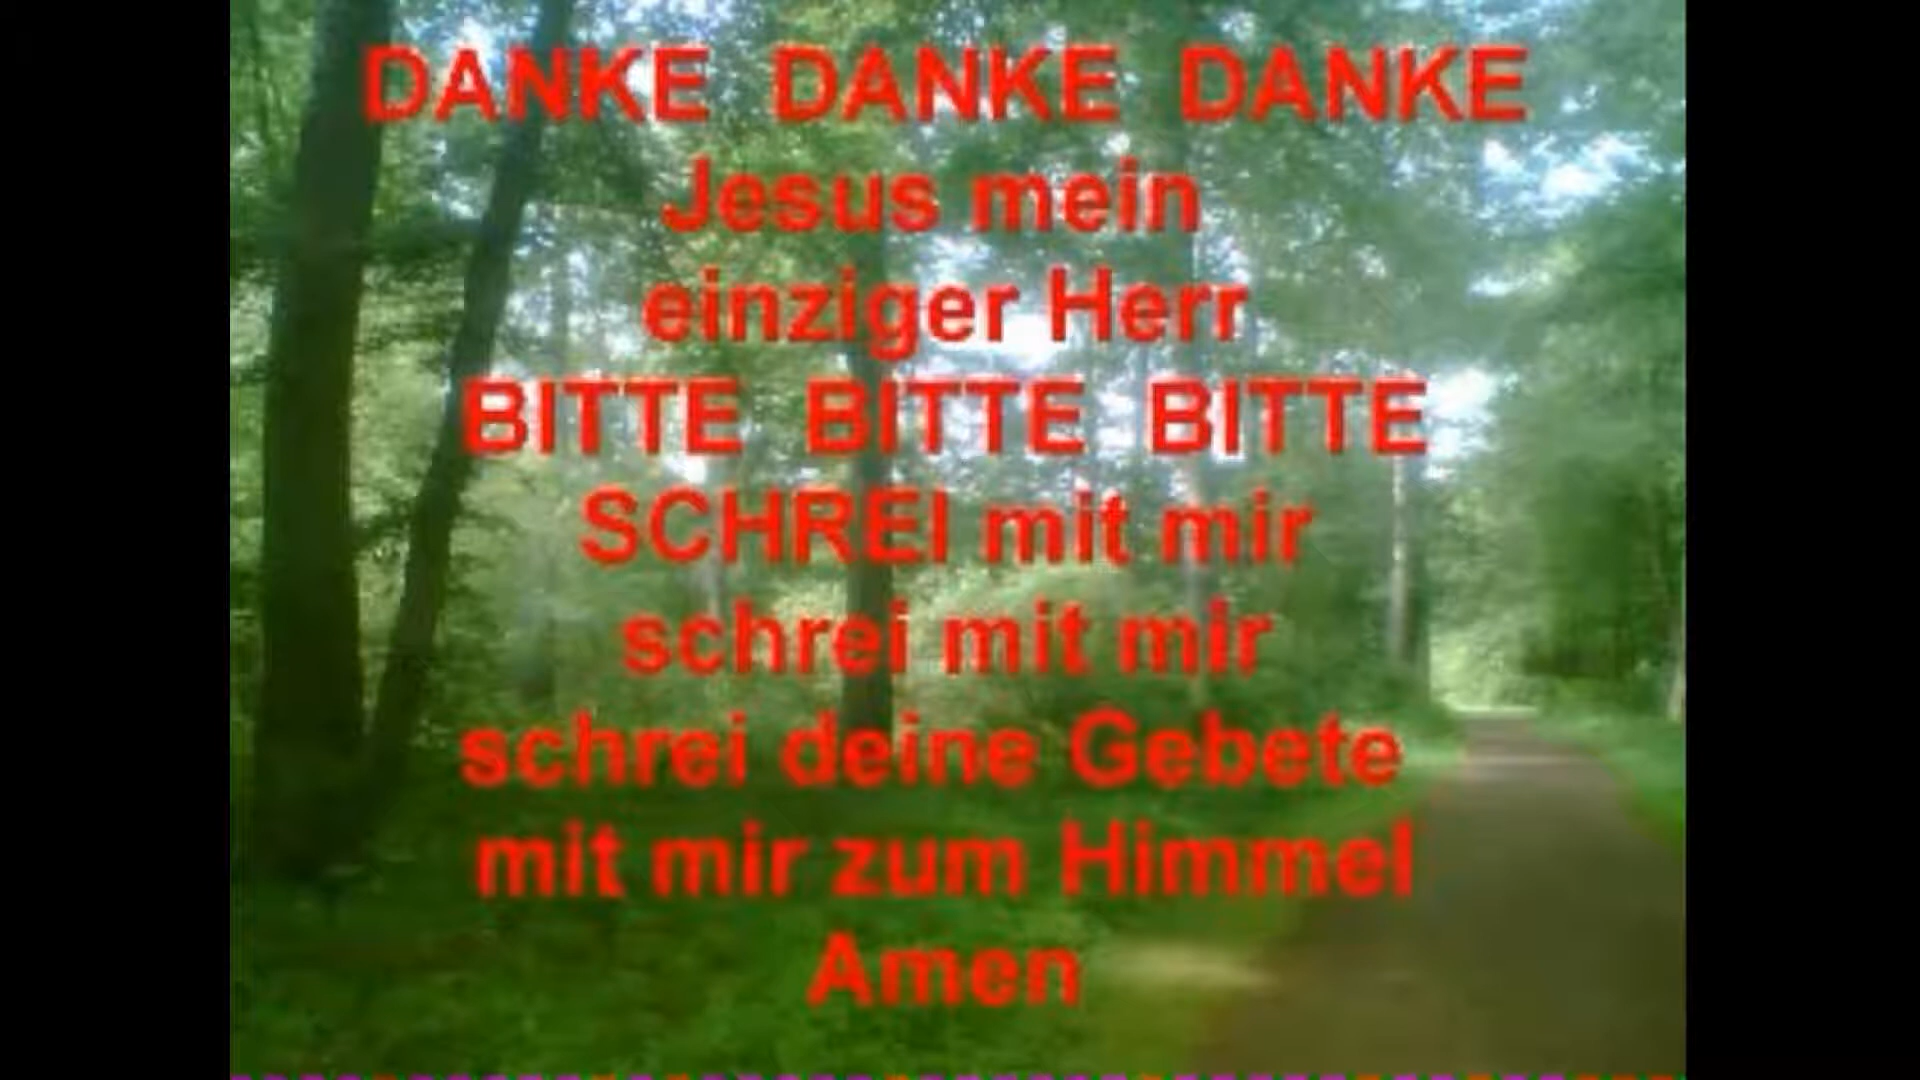 DANKE DANKE DANKE
Jesus mein
einziger Herr
BITTE BITTE BITTE
SCHREI mit mir
schrei mit mir
schrei deine Gebete
mit mir zum Himmel
Amen